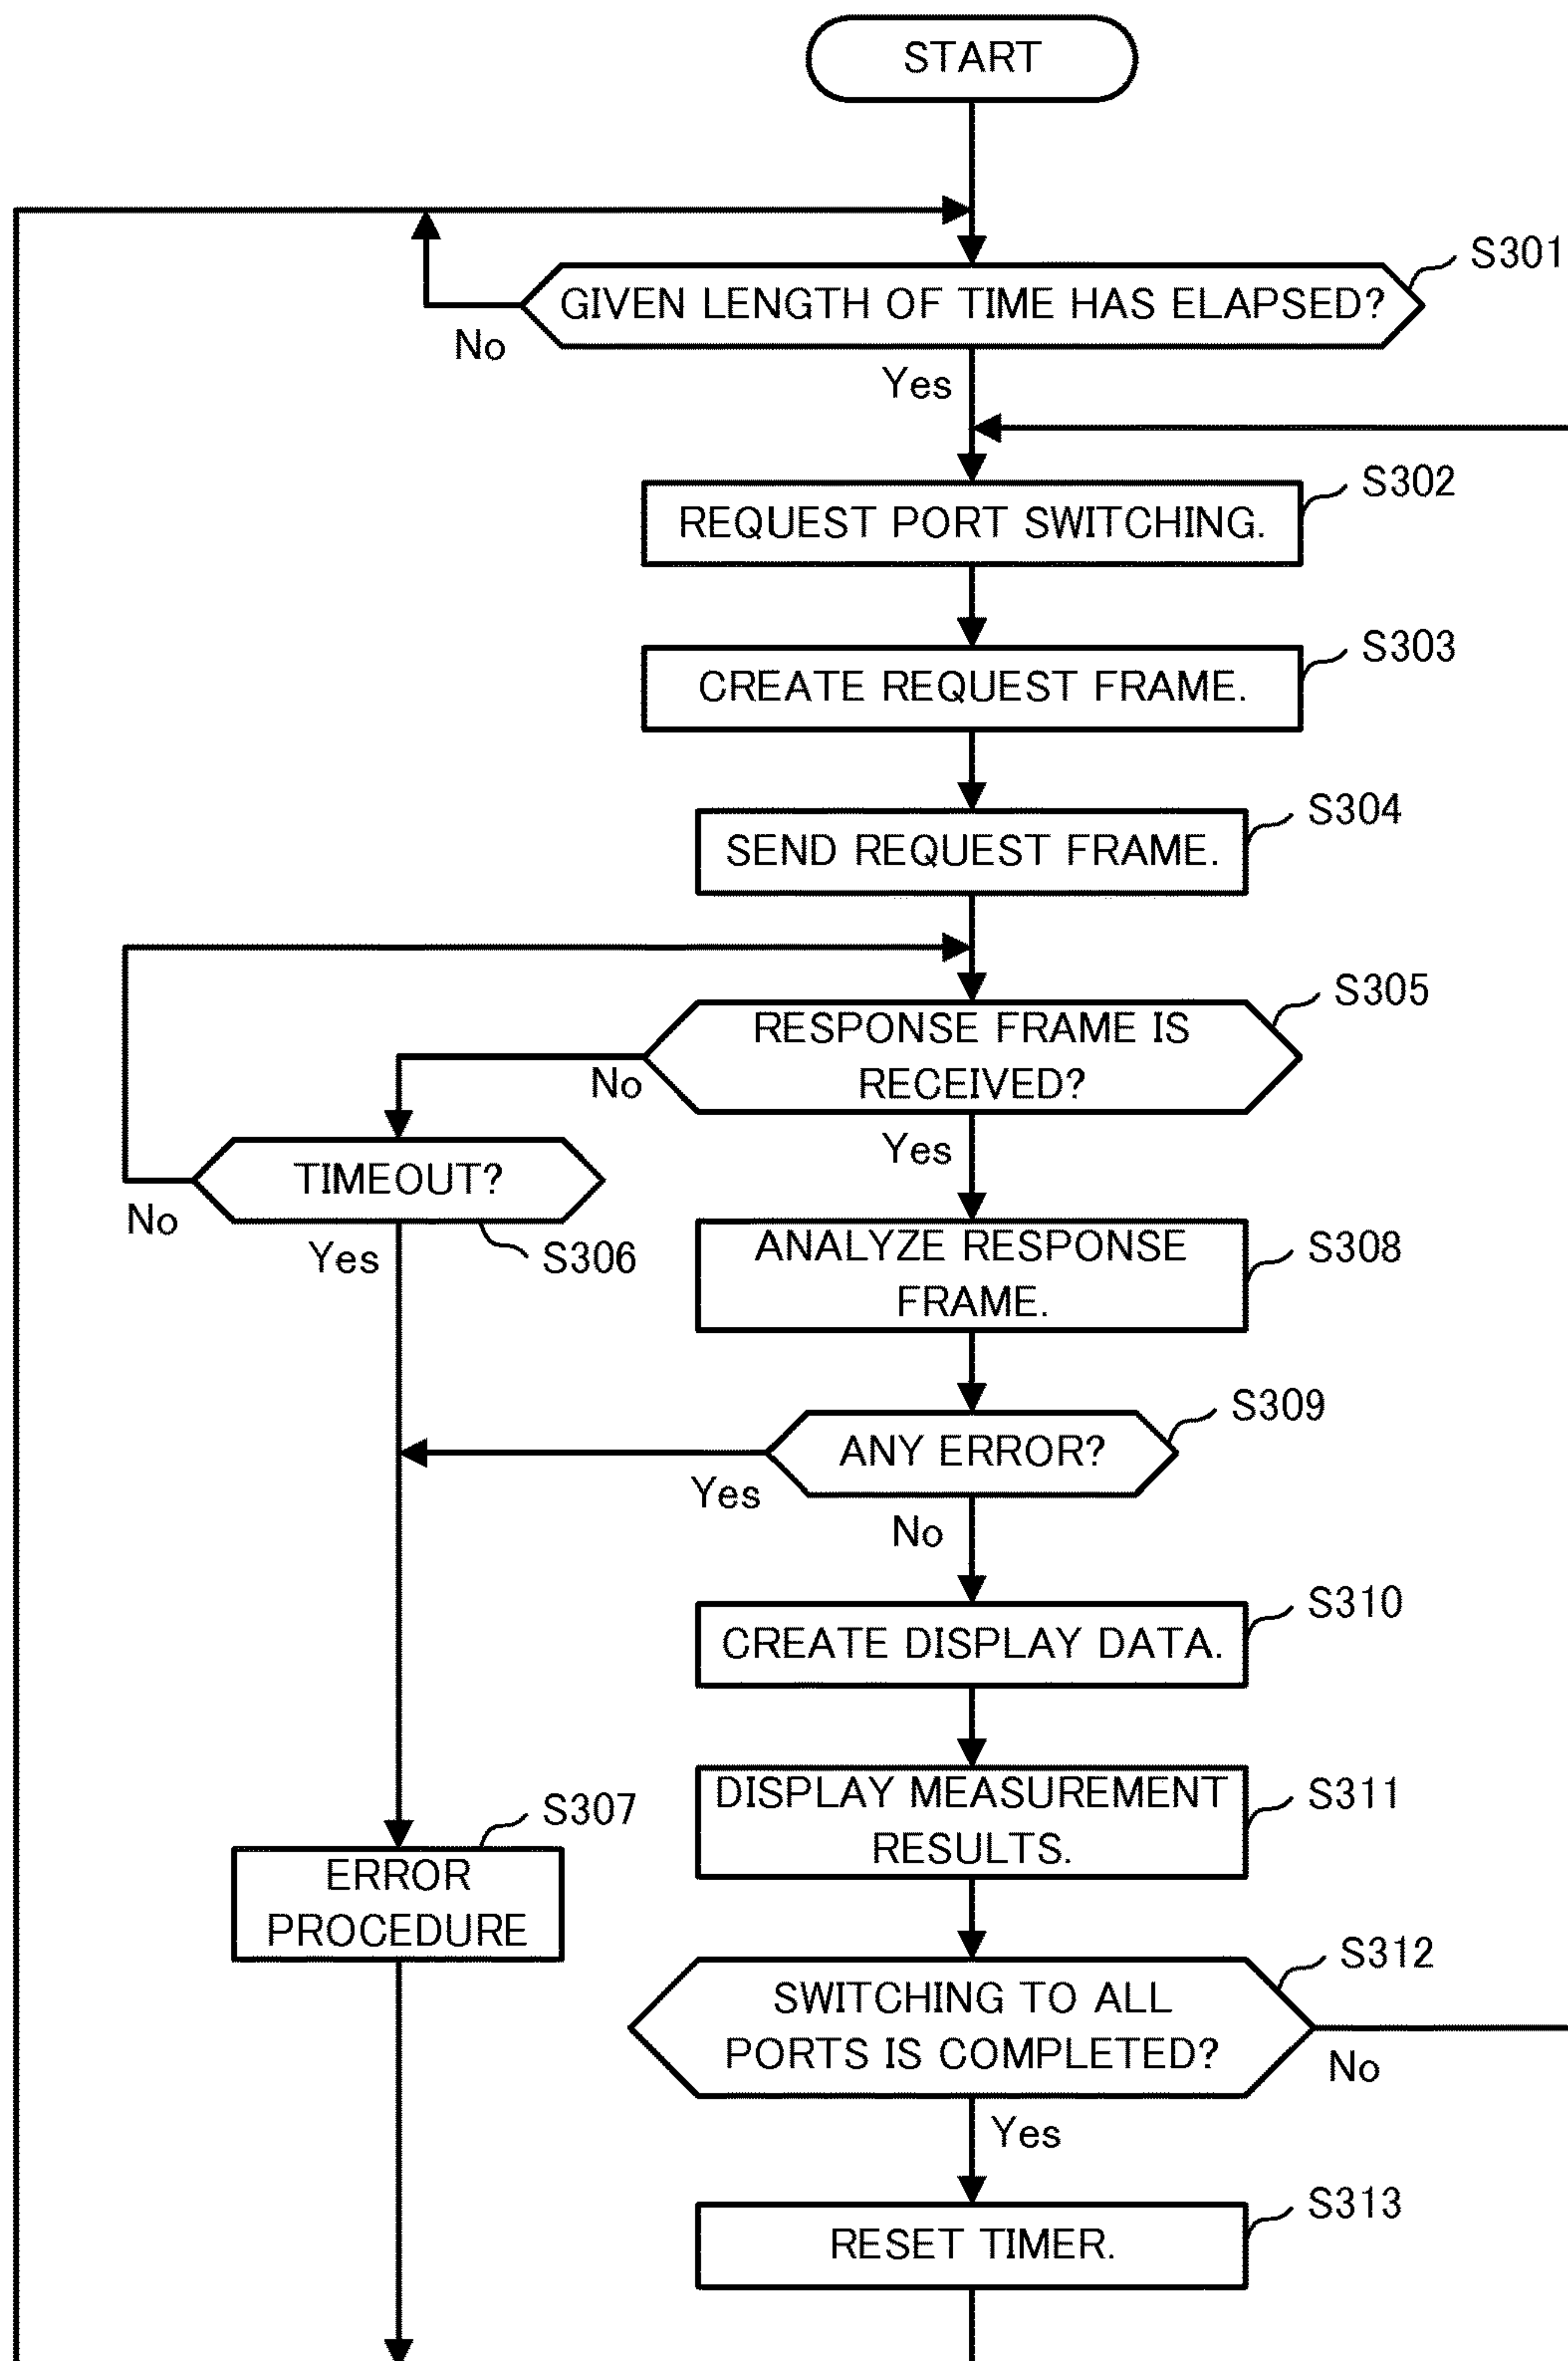 START
S301
GIVEN LENGTH OF TIME HAS ELAPSED?
No
Yes
S302
REQUEST PORT SWITCHING.
S303
CREATE REQUEST FRAME.
S304
SEND REQUEST FRAME.
S305
RESPONSE FRAME IS
RECEIVED?
No
Yes
TIMEOUT?
No
Yes
S306
S308
ANALYZE RESPONSE
FRAME.
S309
ANY ERROR?
Yes
No
S310
CREATE DISPLAY DATA.
S311
DISPLAY MEASUREMENT
RESULTS.
S307
ERROR
PROCEDURE
S312
SWITCHING TO ALL
PORTS IS COMPLETED?
No
Yes
S313
RESET TIMER.